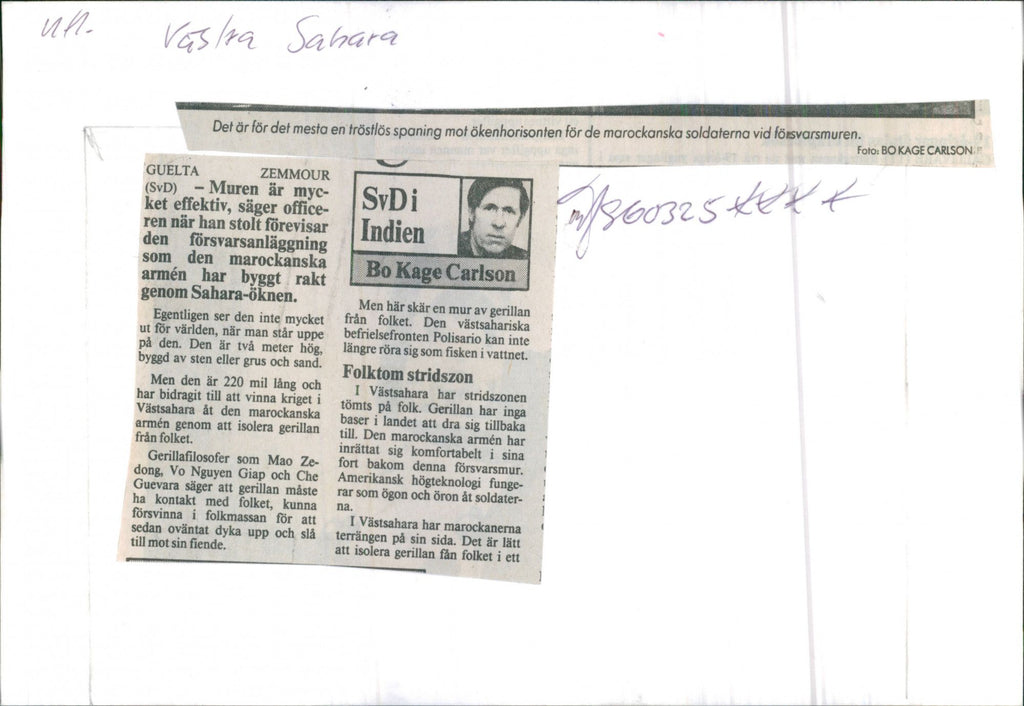 Västra Sahara
Det är för det mesta en tröstlös spaning mot ökenhorisonten för de marockanska soldaterna vid försvarsmuren.
Foto: BO KAGE CARLSON
860325 ****
GUELTA ZEMMOUR
(SvD) – Muren är myc-
ket effektiv, säger office-
ren när han stolt förevisar
den försvarsanläggning
som den marockanska
armén har byggt rakt
genom Sahara-öknen.
Egentligen ser den inte mycket
ut för världen, när man står uppe
på den. Den är två meter hög,
byggd av sten eller grus och sand.
Men den är 220 mil lång och
har bidragit till att vinna kriget i
Västsahara åt den marockanska
armén genom att isolera gerillan
från folket.
Gerillafilosofer som Mao Ze-
dong, Vo Nguyen Giap och Che
Guevara säger att gerillan måste
ha kontakt med folket, kunna
försvinna i folkmassan för att
sedan oväntat dyka upp och slå
till mot sin fiende.
SvD i
Indien
Bo Kage Carlson
Men här skär en mur av gerillan
från folket. Den västsahariska
befrielsefronten Polisario kan inte
längre röra sig som fisken i vattnet.
Folktom stridszon
I Västsahara har stridszonen
tömts på folk. Gerillan har inga
baser i landet att dra sig tillbaka
till. Den marockanska armén har
inrättat sig komfortabelt i sina
fort bakom denna försvarsmur.
Amerikansk högteknologi funge-
rar som ögon och öron åt soldater-
na.
I Västsahara har marockanerna
terrängen på sin sida. Det är lätt
att isolera gerillan fån folket i ett